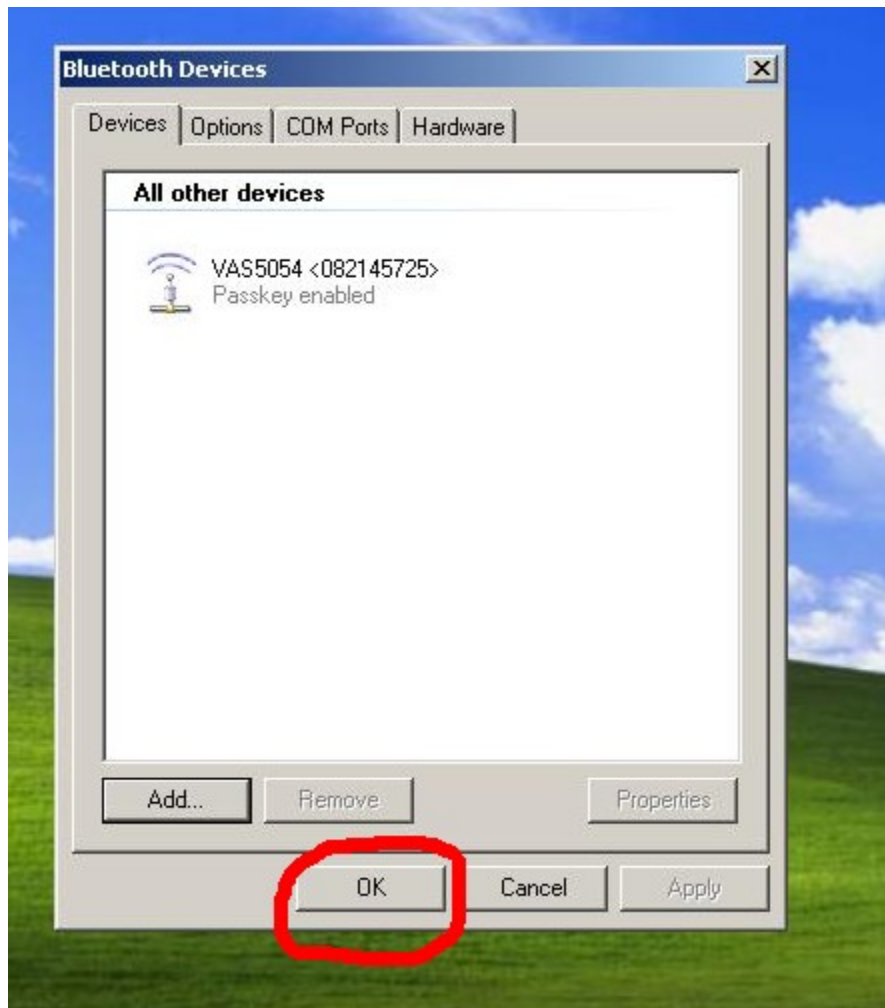 Bluetooth Devices
Devices Options COM Ports Hardware
All other devices
VAS5054 <082145725>
Passkey enabled
Add... Remove Properties
OK Cancel Apply